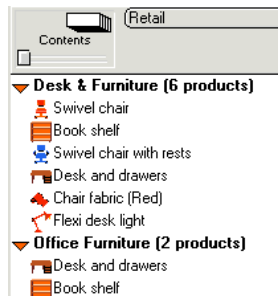 (Retail
Contents
Desk & Furniture (6 products)
Swivel chair
Book shelf
Swivel chair with rests
Desk and drawers
Chair fabric (Red)
Flexi desk light
Office Furniture (2 products)
Desk and drawers
Book shelf